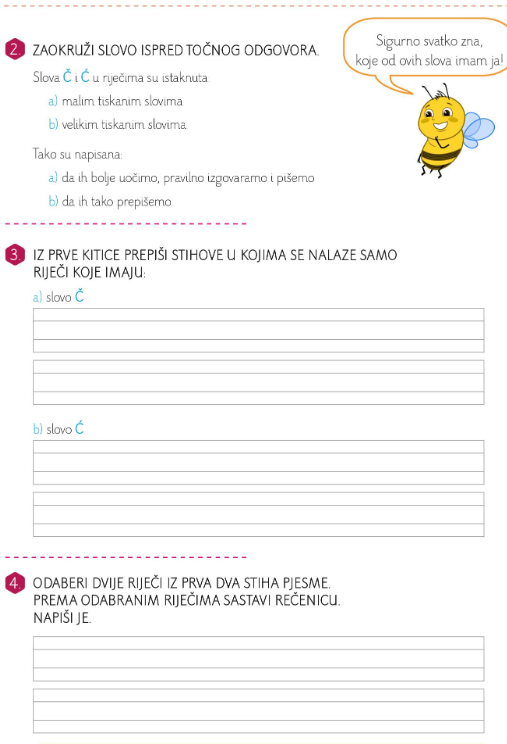 Sigurno svatko zna,
koje od ovih slova imam ja!
2. ZAOKRUŽI SLOVO ISPRED TOČNOG ODGOVORA.
Slova Č i Ć u riječima su istaknuta:
a) malim tiskanim slovima
b) velikim tiskanim slovima.
Tako su napisana:
a) da ih bolje uočimo, pravilno izgovaramo i pišemo
b) da ih tako prepišemo.
3. IZ PRVE KITICE PREPIŠI STIHOVE U KOJIMA SE NALAZE SAMO
RIJEČI KOJE IMAJU:
a) slovo Č
b) slovo Ć
4. ODABERI DVIJE RIJEČI IZ PRVA DVA STIHA PJESME.
PREMA ODABRANIM RIJEČIMA SASTAVI REČENICU.
NAPIŠI JE.